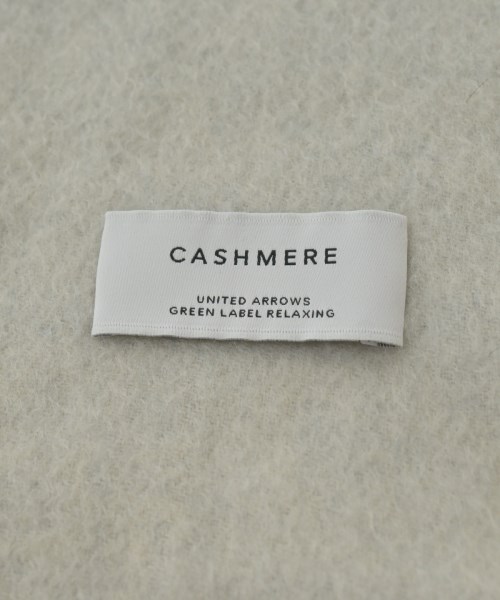 CASHMERE
UNITED ARROWS
GREEN LABEL RELAXING